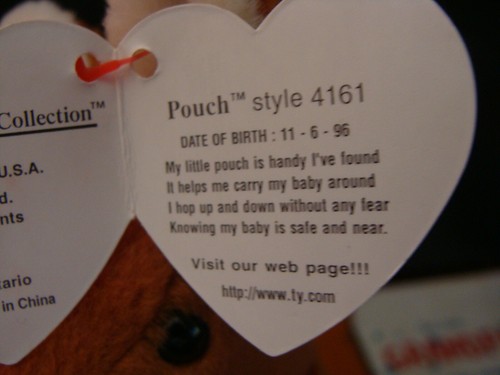 Collection™
U.S.A.
d.
nts
tario
in China
Pouch™ style 4161
DATE OF BIRTH : 11 - 6 - 96
My little pouch is handy I've found
It helps me carry my baby around
I hop up and down without any fear
Knowing my baby is safe and near.
Visit our web page!!!
http://www.ty.com